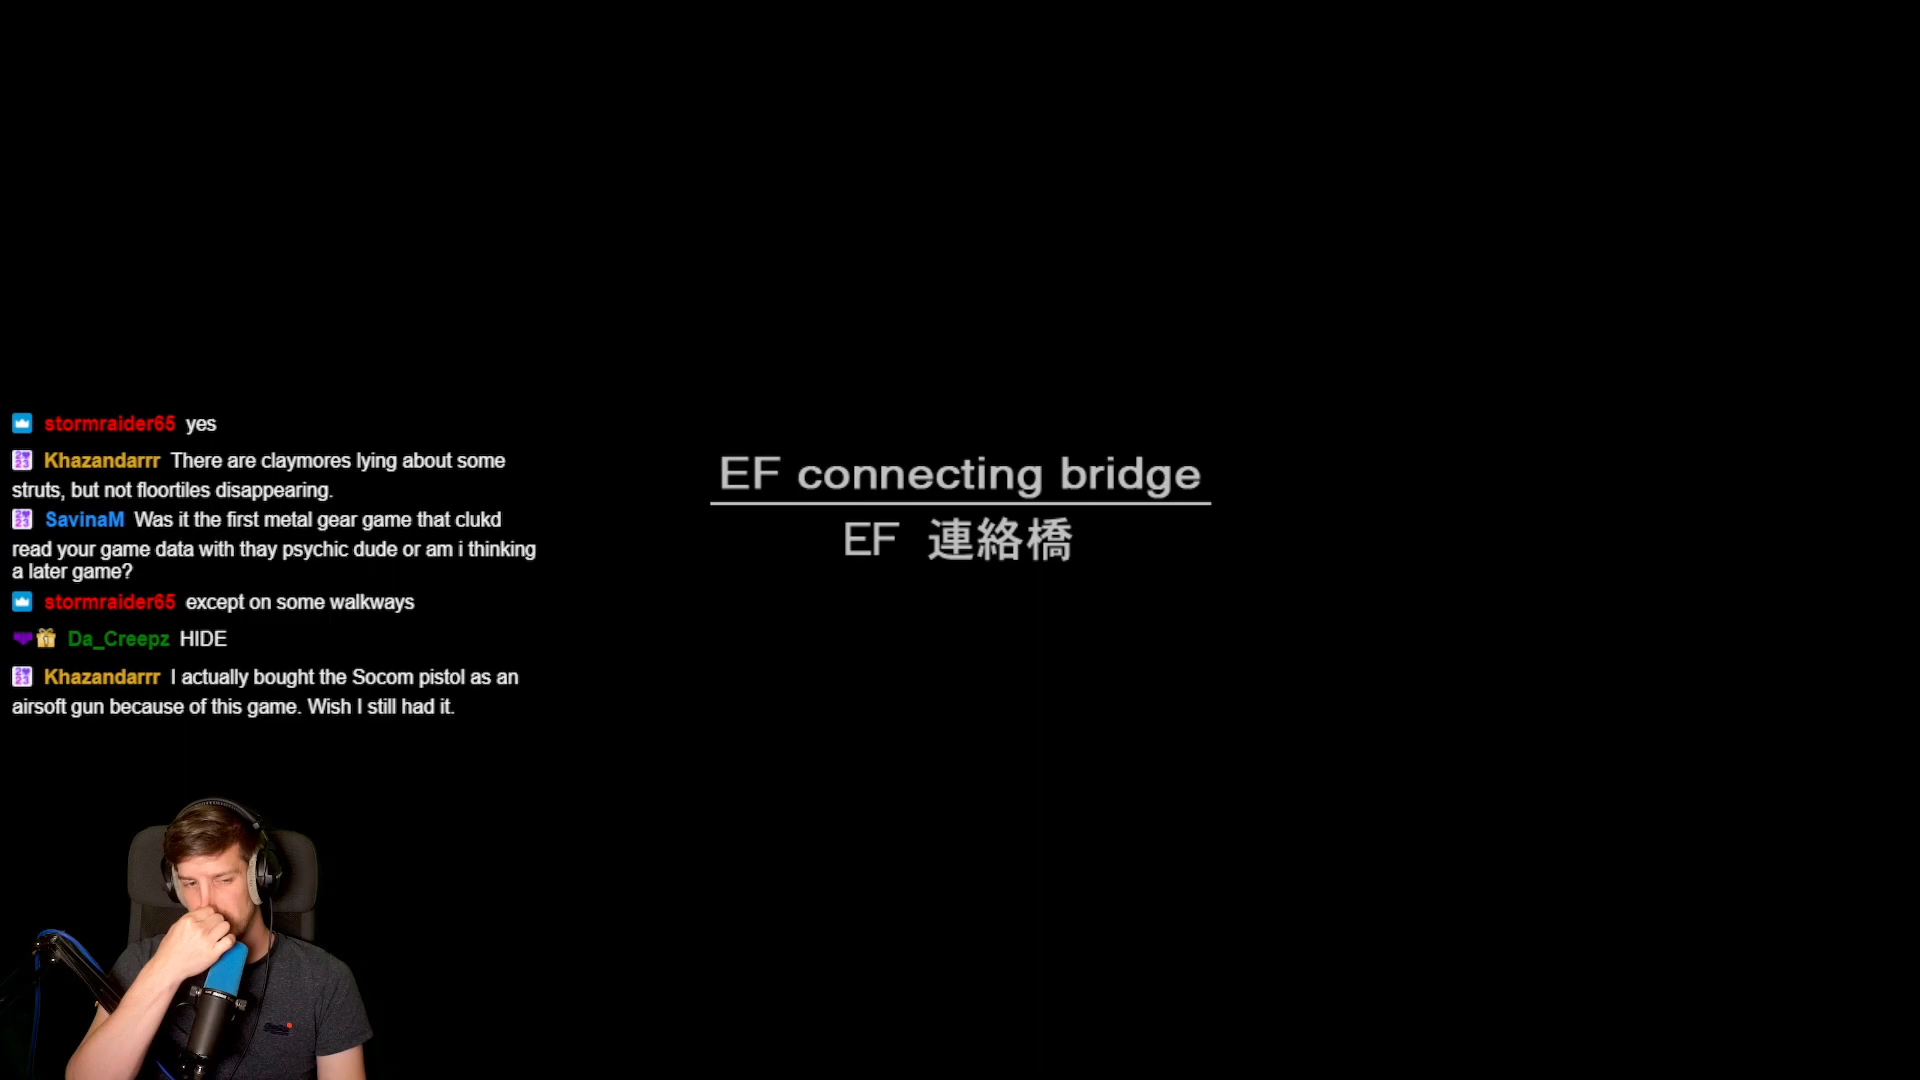 stormraider65 yes
Khazandarrr There are claymores lying about some
struts, but not floortiles disappearing.
SavinaM Was it the first metal gear game that clukd
read your game data with thay psychic dude or am i thinking
a later game?
stormraider65 except on some walkways
Da_Creepz HIDE
Khazandarrr I actually bought the Socom pistol as an
airsoft gun because of this game. Wish I still had it.
EF connecting bridge
EF 連絡橋